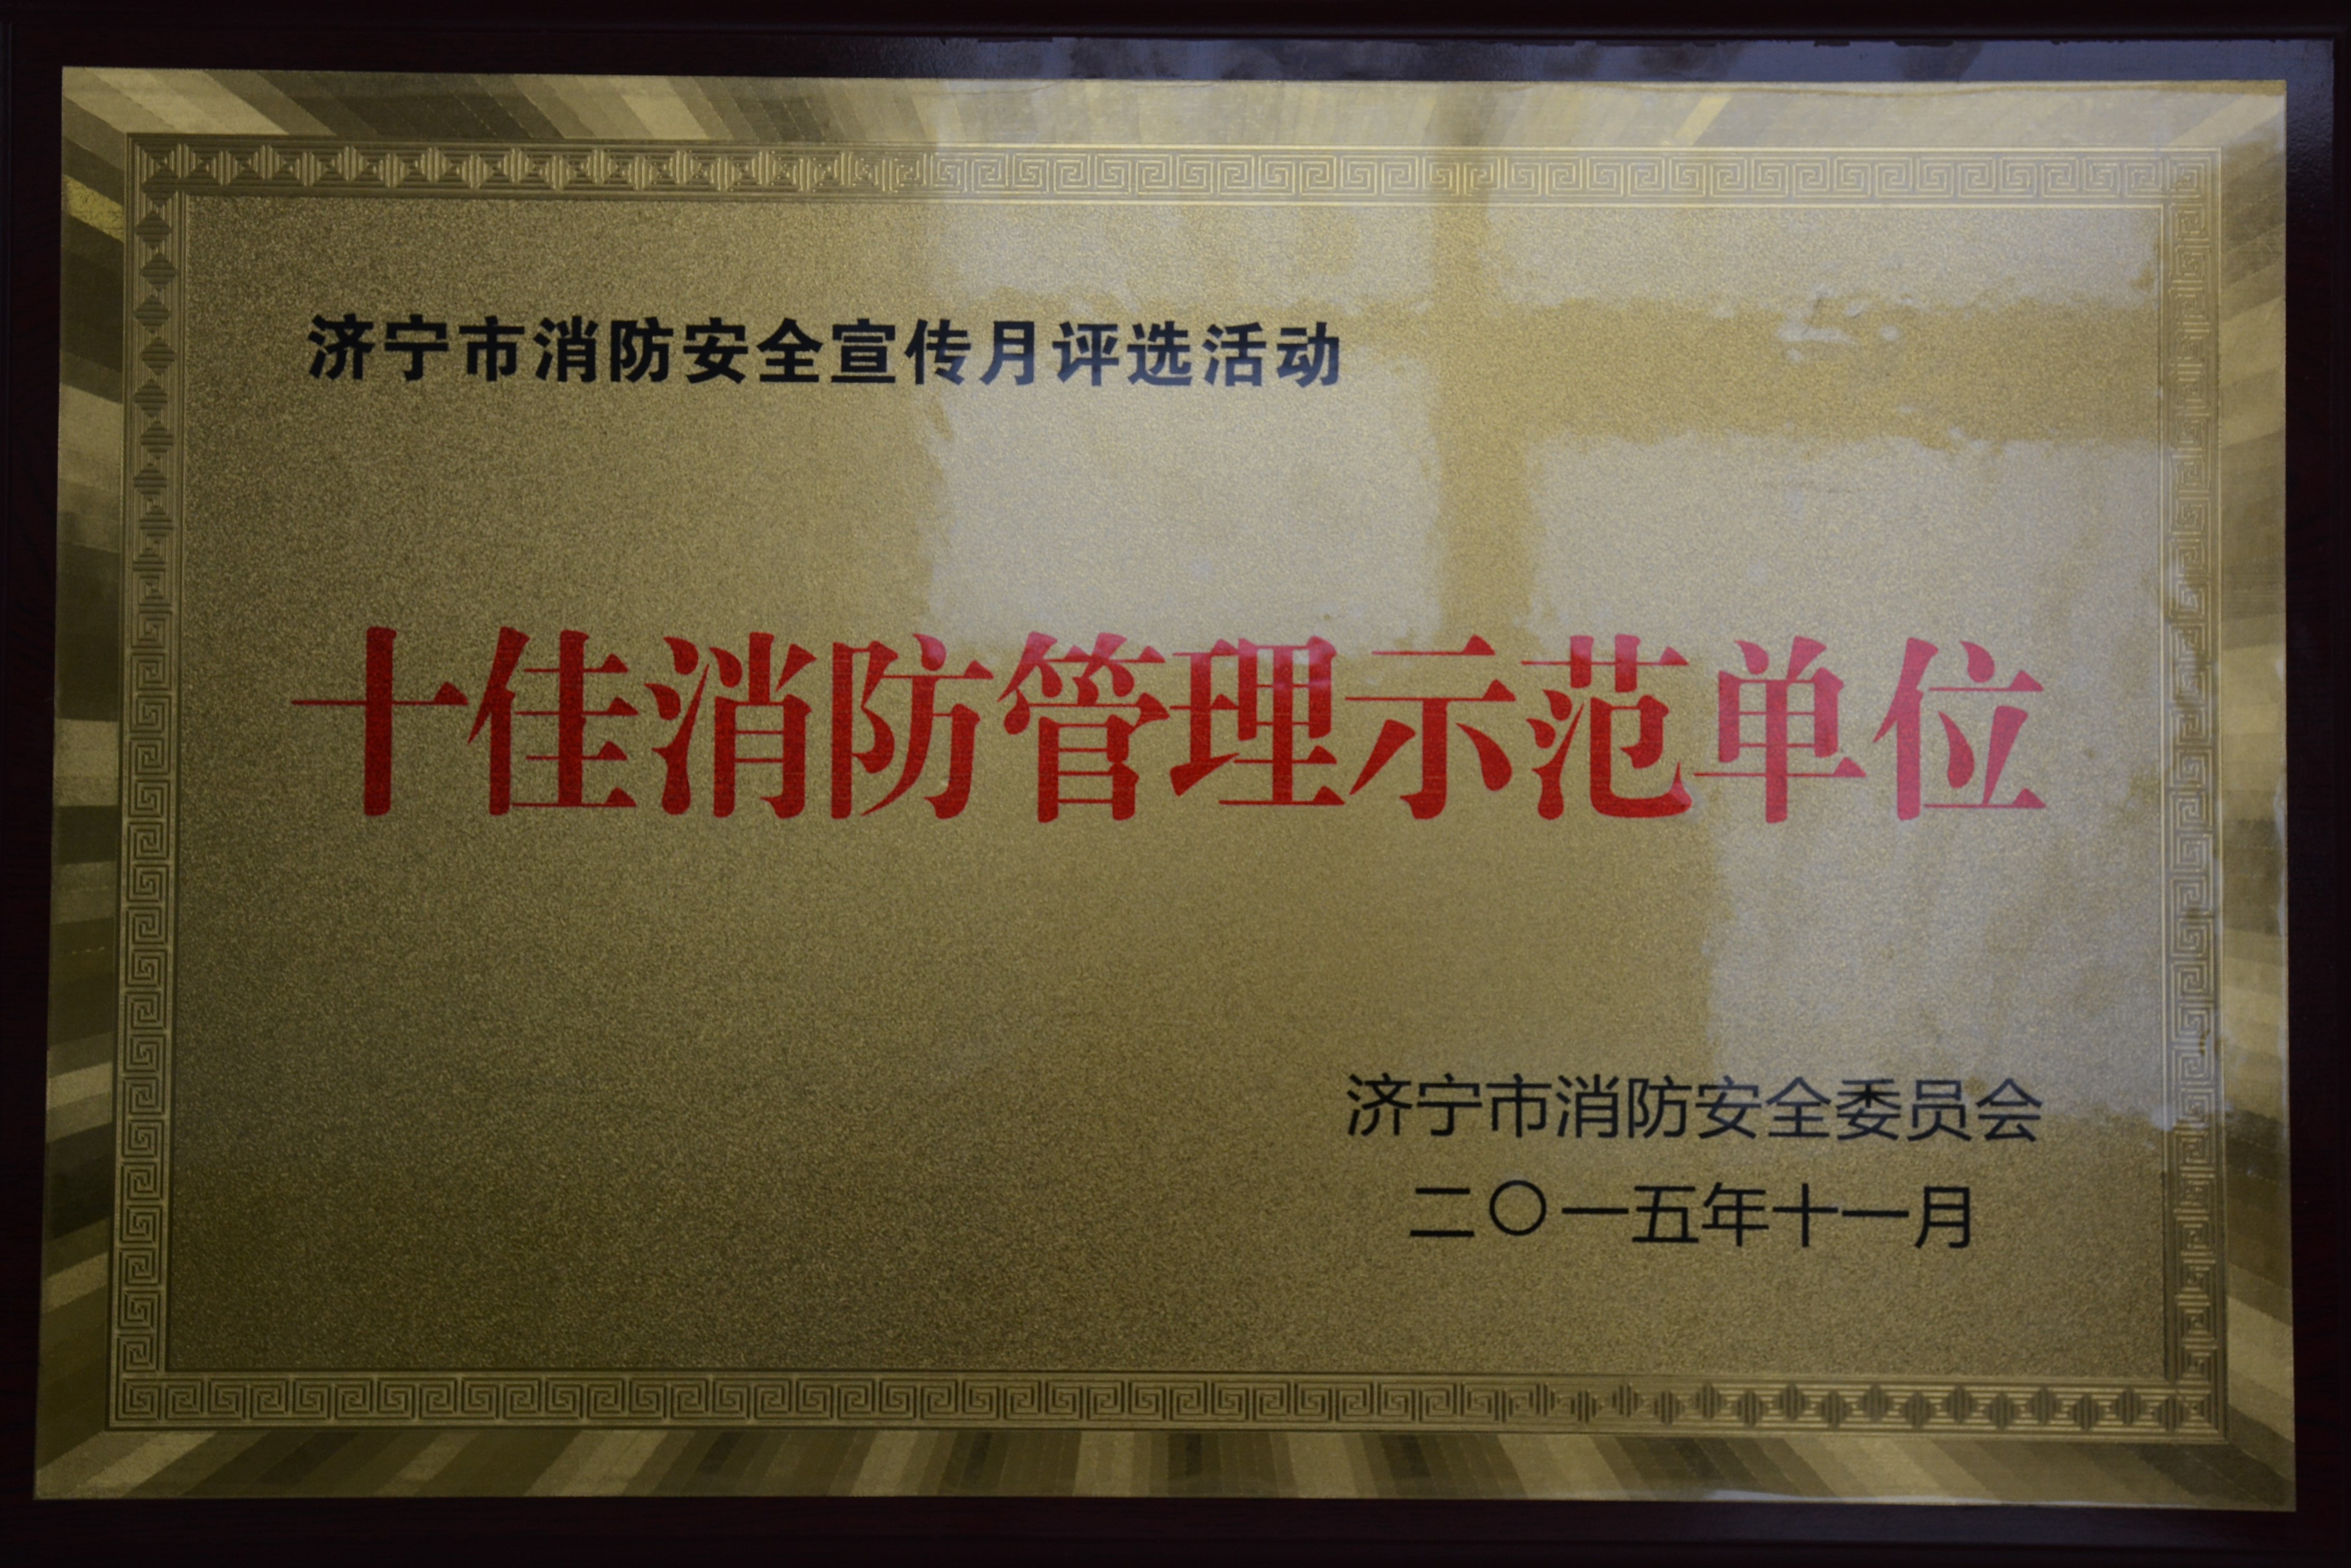 济宁市消防安全宣传月评选活动
十佳消防管理示范单位
济宁市消防安全委员会
二〇一五年十一月